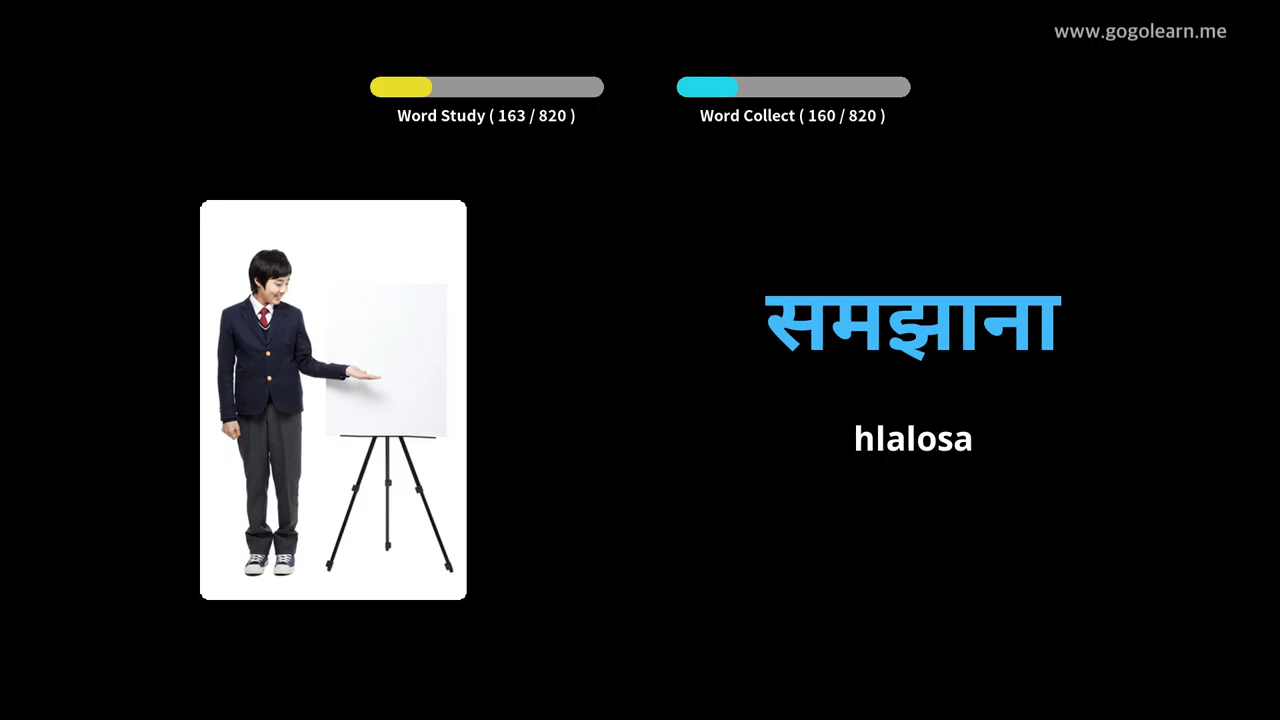 www.gogolearn.me
Word Study ( 163 / 820 )
Word Collect ( 160 / 820 )
समझाना
hlalosa